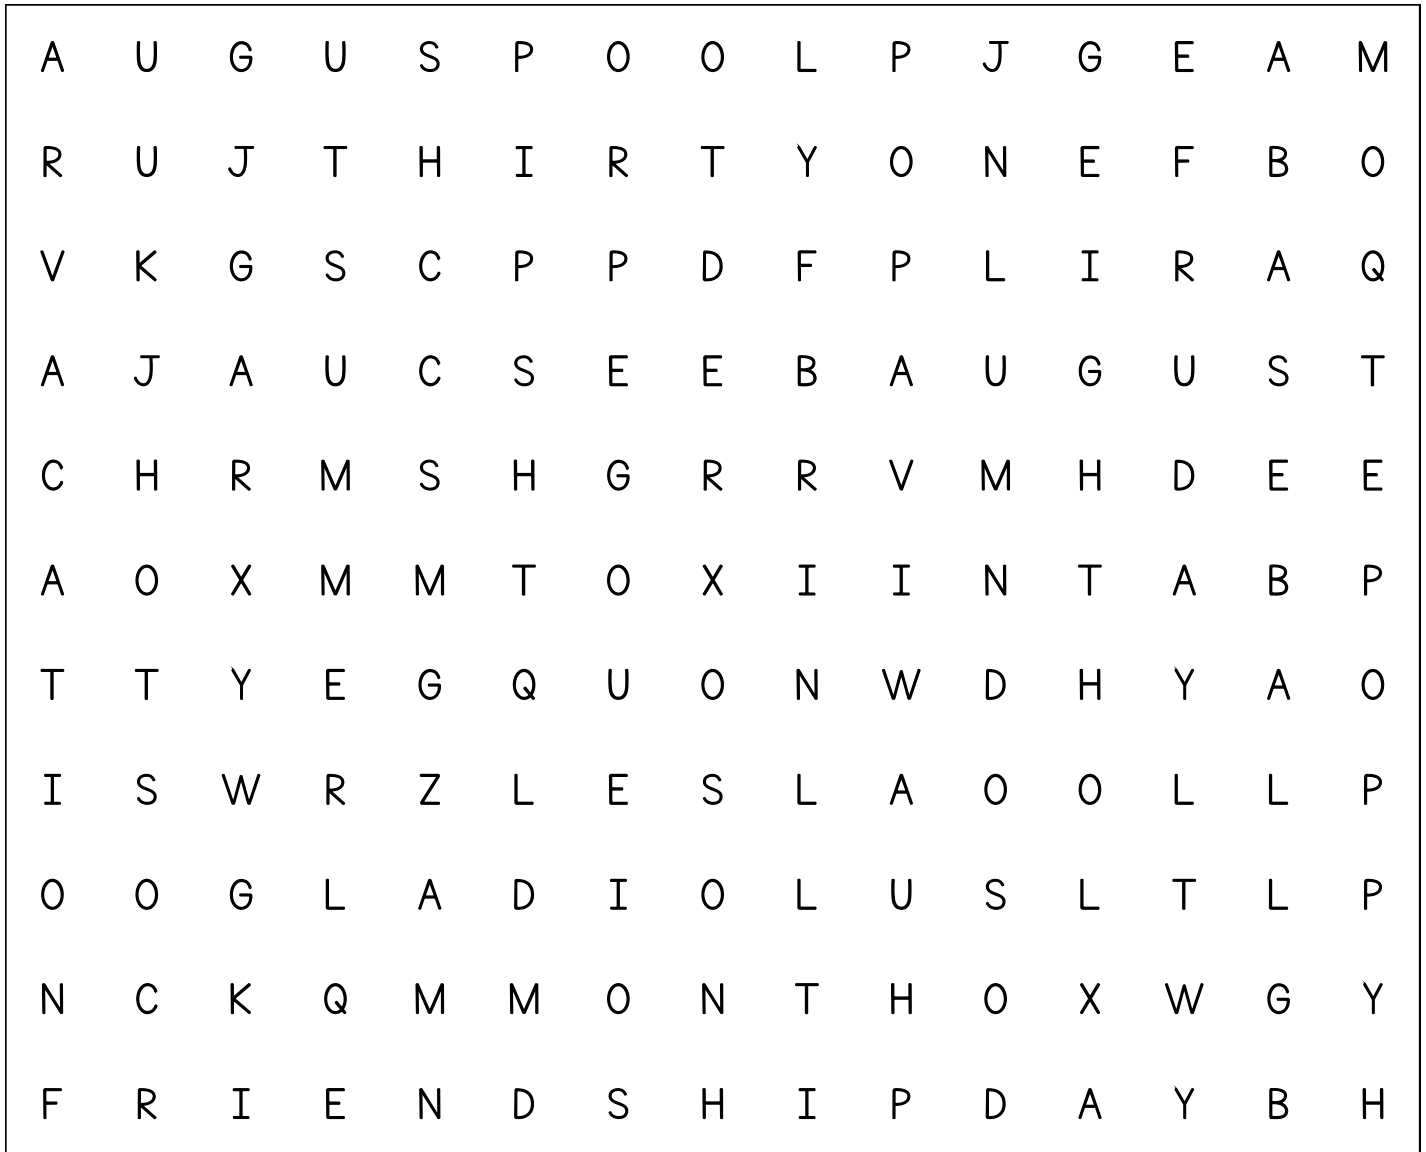 A U G U S P O O L P J G E A M
R U J T H I R T Y O N E F B O
V K G S C P P D F P L I R A Q
A J A U C S E E B A U G U S T
C H R M S H G R R V M H D E E
A O X M M T O X I I N T A B P
T T Y E G Q U O N W D H Y A O
I S W R Z L E S L A O O L L P
O O G L A D I O L U S L T L P
N C K Q M M O N T H O X W G Y
F R I E N D S H I P D A Y B H